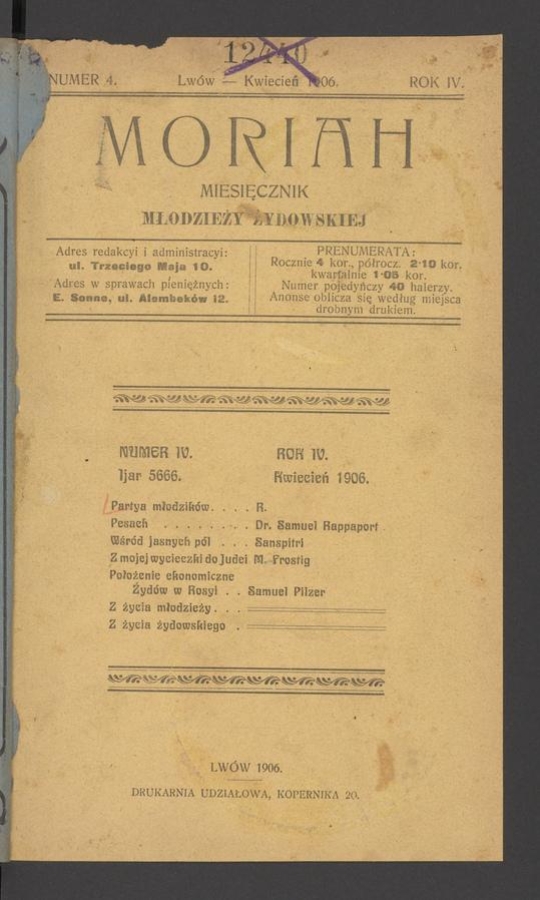 12440
NUMER 4. Lwów — Kwiecień 1906. ROK IV.
MORIAH
MIESIĘCZNIK
MŁODZIEŻY ŻYDOWSKIEJ
Adres redakcyi i administracyi:
ul. Trzeciego Maja 10.
Adres w sprawach pieniężnych:
E. Sonne, ul. Alembeków 12.
PRENUMERATA:
Rocznie 4 kor., półrocz. 2·10 kor.
kwartalnie 1·05 kor.
Numer pojedyńczy 40 halerzy.
Anonse oblicza się według miejsca
drobnym drukiem.
NUMER IV. ROK IV.
Ijar 5666. Kwiecień 1906.
Partya młodzików. . . . R.
Pesach . . . . . . . . Dr. Samuel Rappaport
Wśród jasnych pól . . . Sanspitri
Z mojej wycieczki do Judei M. Frostig
Położenie ekonomiczne
Żydów w Rosyi . . Samuel Pilzer
Z życia młodzieży . . .
Z życia żydowskiego .
LWÓW 1906.
DRUKARNIA UDZIAŁOWA, KOPERNIKA 20.